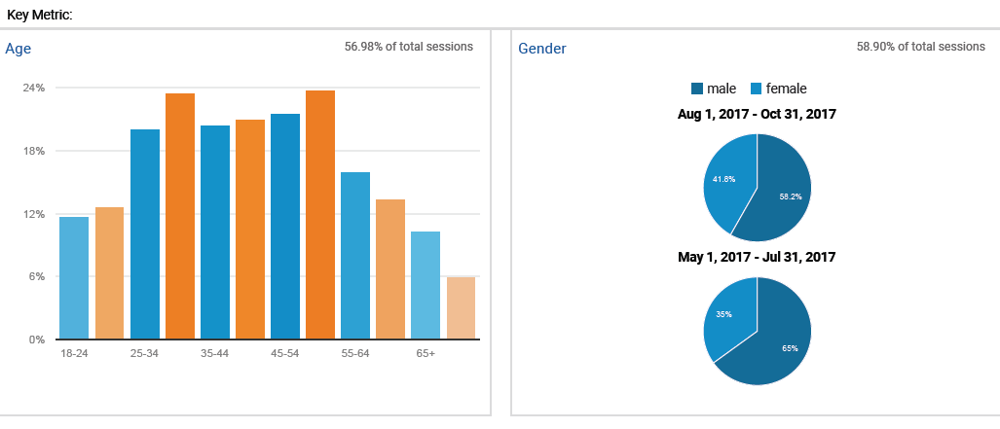 Key Metric:
Age
56.98% of total sessions
24%
18%
12%
6%
0%
18-24
25-34
35-44
45-54
55-64
65+
Gender
58.90% of total sessions
male
female
Aug 1, 2017 - Oct 31, 2017
41.8%
58.2%
May 1, 2017 - Jul 31, 2017
35%
65%